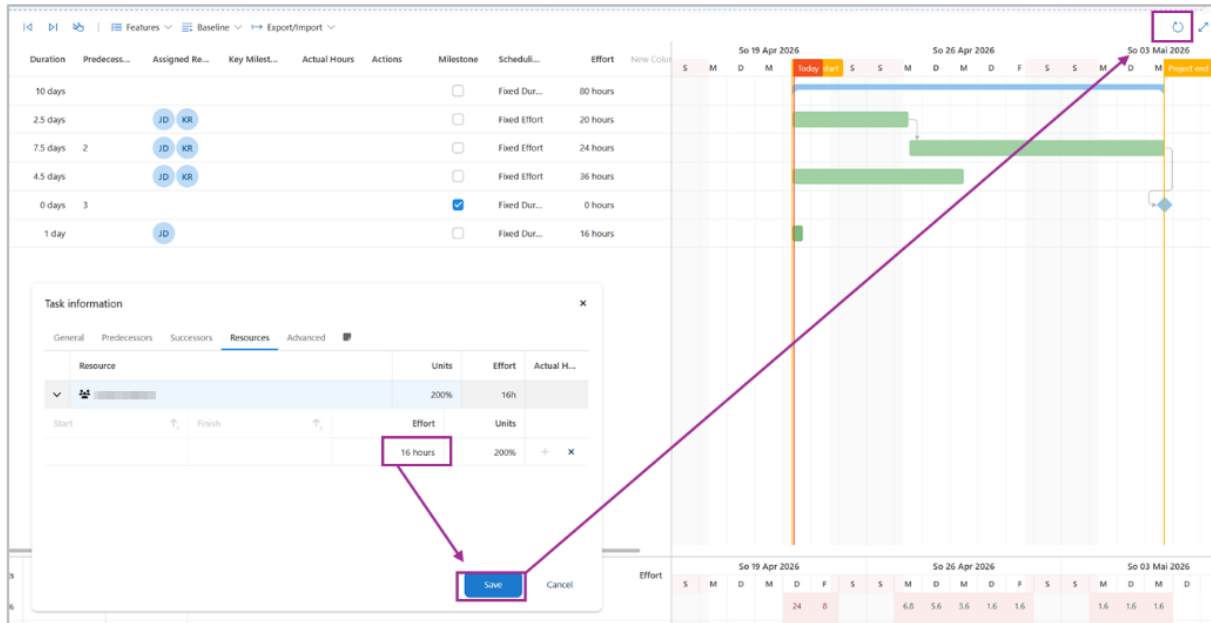 Features Baseline Export/Import
So 19 Apr 2026 So 26 Apr 2026 So 03 Mai 2026
Duration Predecess... Assigned Re... Key Milest... Actual Hours Actions Milestone Scheduli... Effort New Colu
S M D M Today start S S M D M D F S S M D M Project end
10 days Fixed Dur... 80 hours
2.5 days JD KR Fixed Effort 20 hours
7.5 days 2 JD KR Fixed Effort 24 hours
4.5 days JD KR Fixed Effort 36 hours
0 days 3 Fixed Dur... 0 hours
1 day JD Fixed Dur... 16 hours
Task information
General Predecessors Successors Resources Advanced
Resource Units Effort Actual H...
200% 16h
Start Finish Effort Units
16 hours 200%
Save Cancel
So 19 Apr 2026 So 26 Apr 2026 So 03 Mai 2026
Effort
S M D M D F S S M D M D F S S M D M D
24 8 6.8 5.6 3.6 1.6 1.6 1.6 1.6 1.6